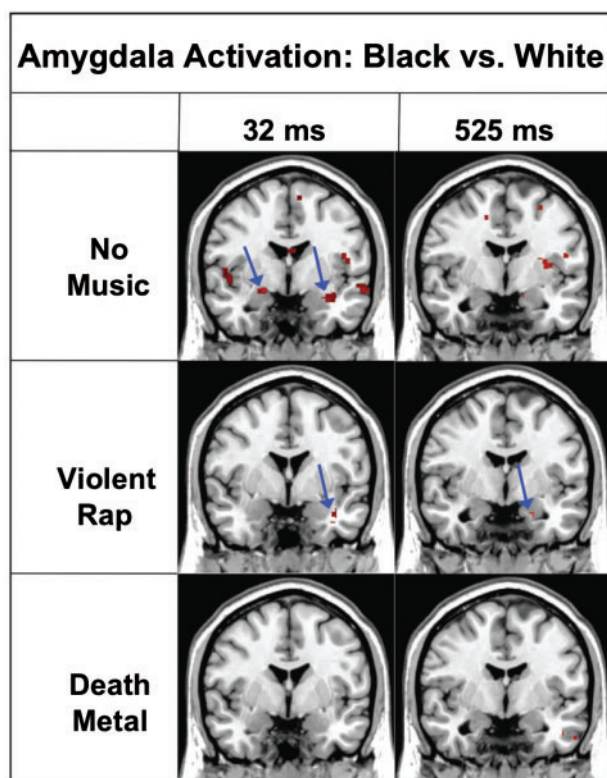 Amygdala Activation: Black vs. White
32 ms
525 ms
No
Music
Violent
Rap
Death
Metal